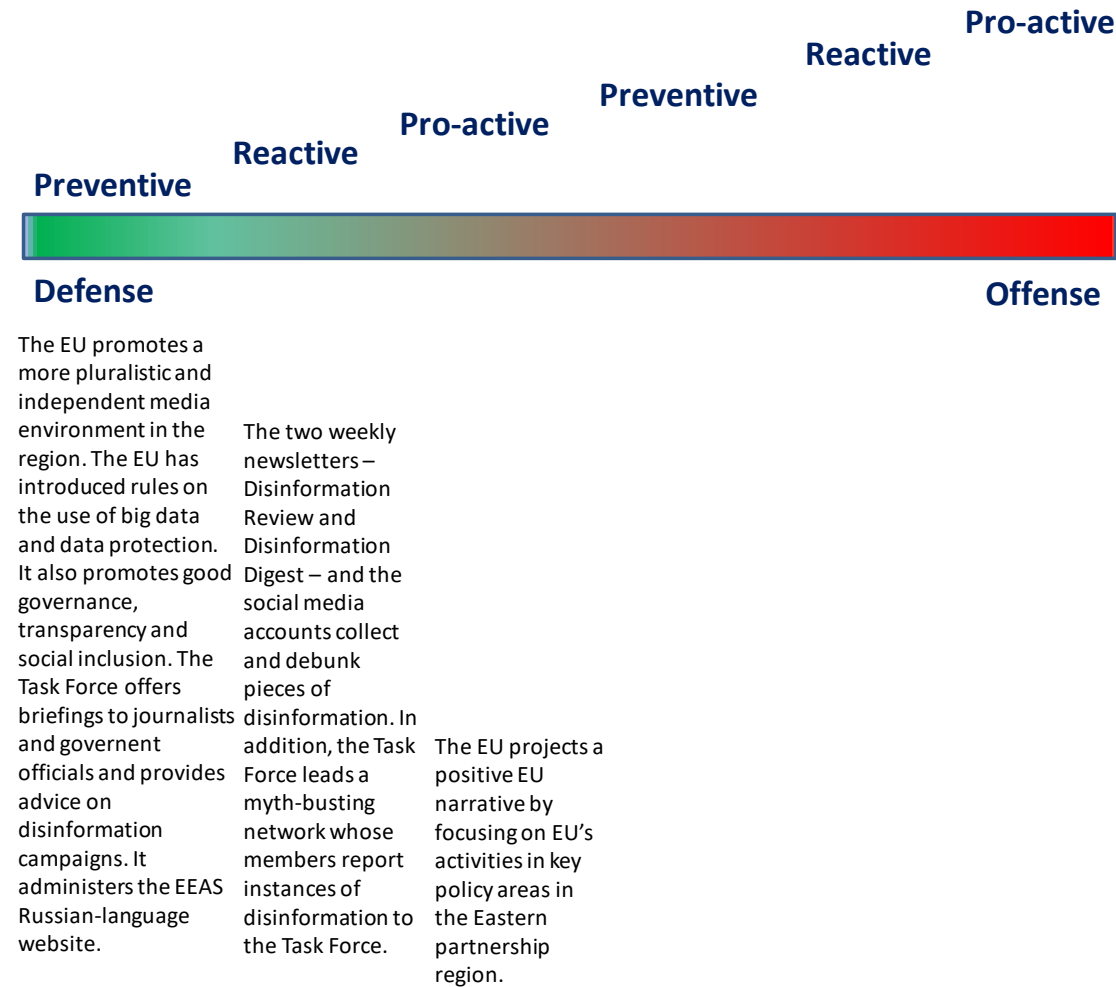 Pro-active
Reactive
Preventive
Pro-active
Reactive
Preventive
Defense
Offense
The EU promotes a
more pluralistic and
independent media
environment in the
region. The EU has
introduced rules on
the use of big data
and data protection.
It also promotes good
governance,
transparency and
social inclusion. The
Task Force offers
briefings to journalists
and governent
officials and provides
advice on
disinformation
campaigns. It
administers the EEAS
Russian-language
website.
The two weekly
newsletters –
Disinformation
Review and
Disinformation
Digest – and the
social media
accounts collect
and debunk
pieces of
disinformation. In
addition, the Task
Force leads a
myth-busting
network whose
members report
instances of
disinformation to
the Task Force.
The EU projects a
positive EU
narrative by
focusing on EU’s
activities in key
policy areas in
the Eastern
partnership
region.